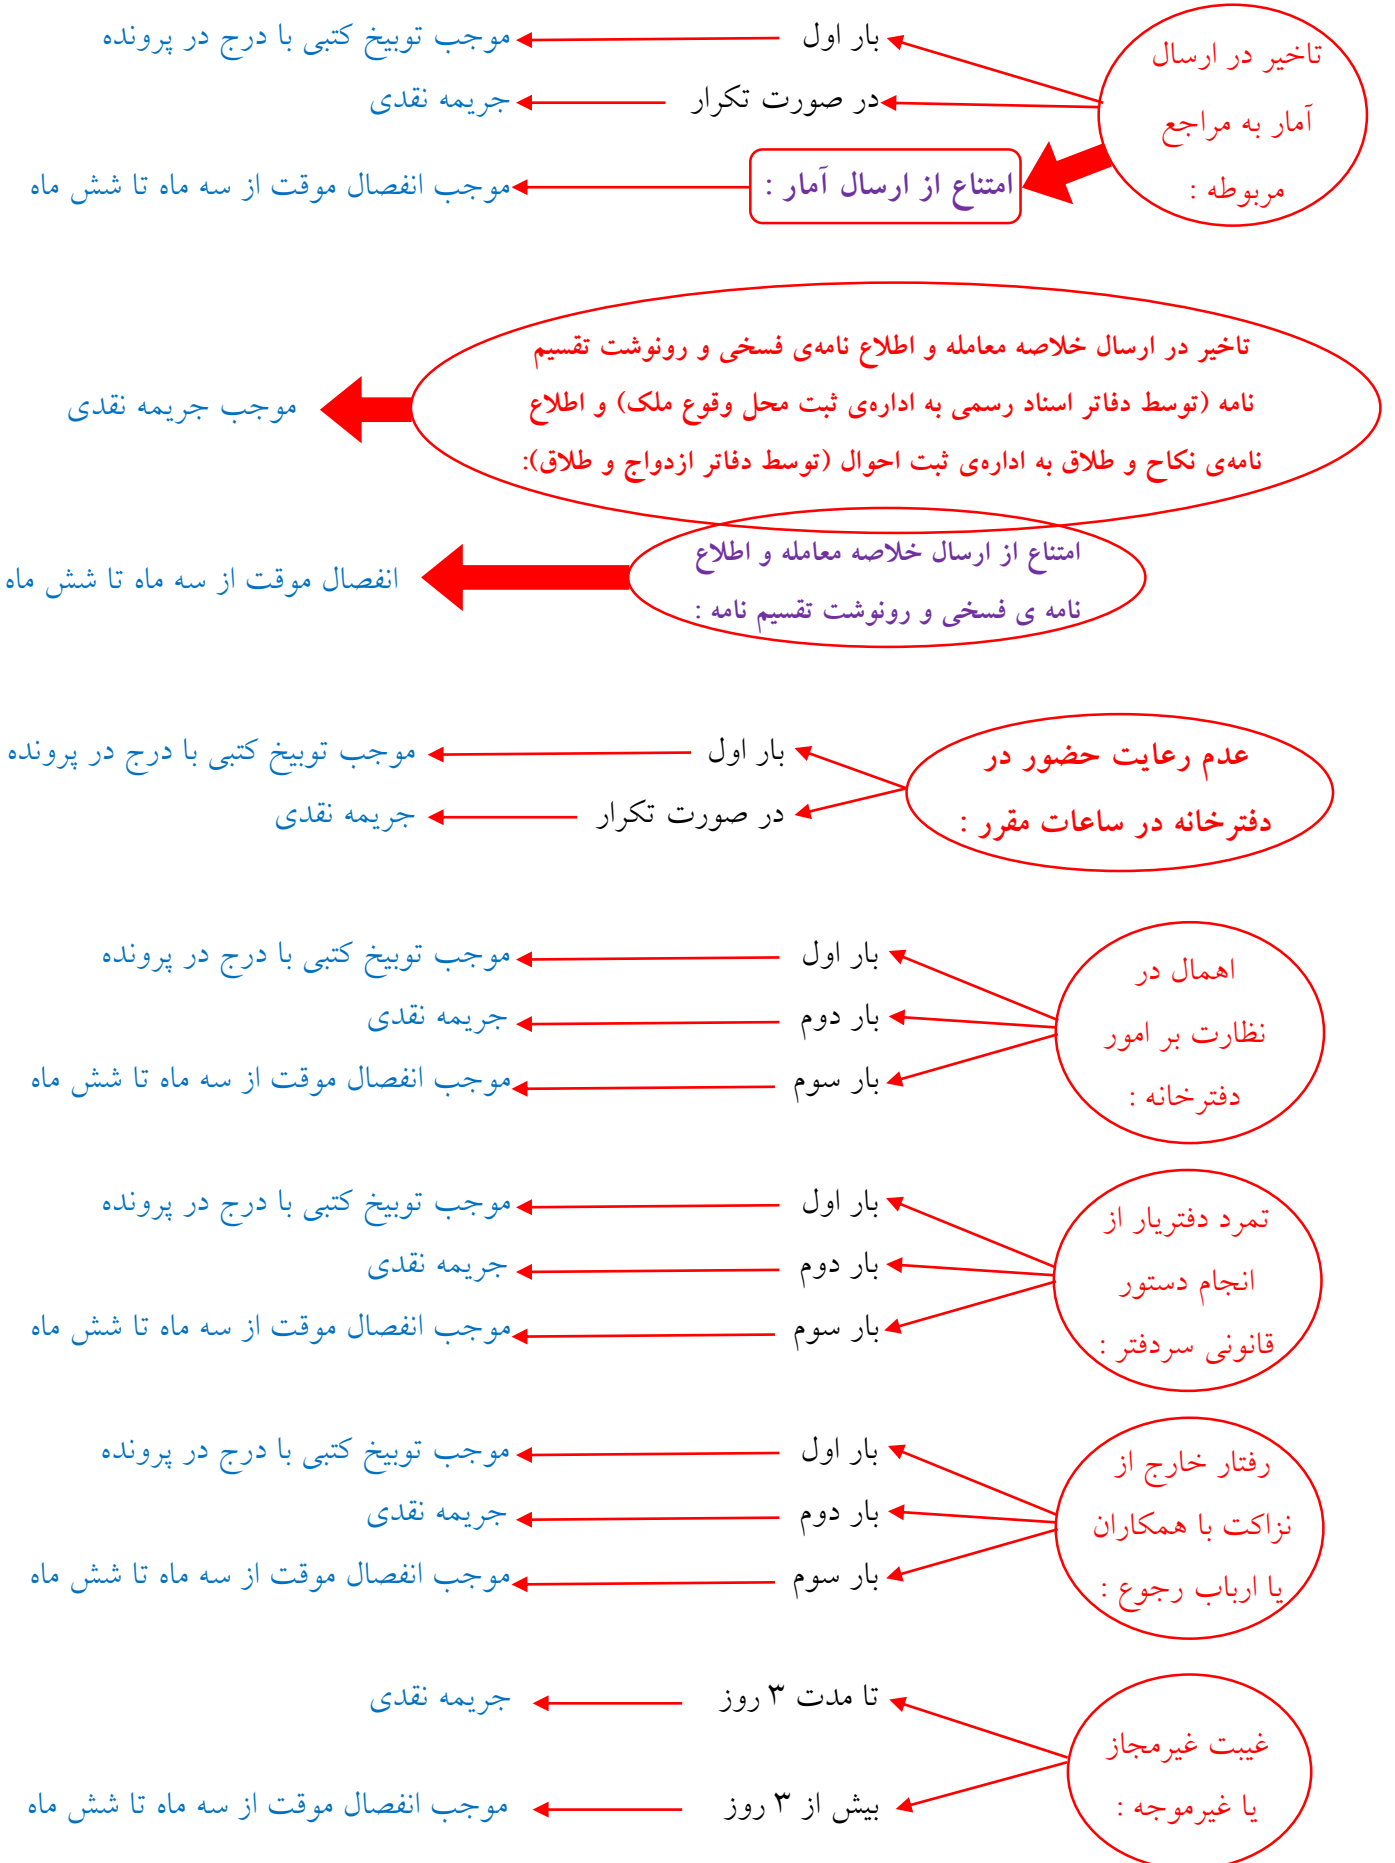 تاخیر در ارسال
آمار به مراجع
مربوطه :
بار اول
موجب توبیخ کتبی با درج در پرونده
در صورت تکرار
جریمه نقدی
امتناع از ارسال آمار :
موجب انفصال موقت از سه ماه تا شش ماه
تاخیر در ارسال خلاصه معامله و اطلاع نامه‌ی فسخی و رونوشت تقسیم
نامه (توسط دفاتر اسناد رسمی به اداره‌ی ثبت محل وقوع ملک) و اطلاع
نامه‌ی نکاح و طلاق به اداره‌ی ثبت احوال (توسط دفاتر ازدواج و طلاق):
موجب جریمه نقدی
امتناع از ارسال خلاصه معامله و اطلاع
نامه ی فسخی و رونوشت تقسیم نامه :
انفصال موقت از سه ماه تا شش ماه
عدم رعایت حضور در
دفترخانه در ساعات مقرر :
بار اول
موجب توبیخ کتبی با درج در پرونده
در صورت تکرار
جریمه نقدی
اهمال در
نظارت بر امور
دفترخانه :
بار اول
موجب توبیخ کتبی با درج در پرونده
بار دوم
جریمه نقدی
بار سوم
موجب انفصال موقت از سه ماه تا شش ماه
تمرد دفتریار از
انجام دستور
قانونی سردفتر :
بار اول
موجب توبیخ کتبی با درج در پرونده
بار دوم
جریمه نقدی
بار سوم
موجب انفصال موقت از سه ماه تا شش ماه
رفتار خارج از
نزاکت با همکاران
یا ارباب رجوع :
بار اول
موجب توبیخ کتبی با درج در پرونده
بار دوم
جریمه نقدی
بار سوم
موجب انفصال موقت از سه ماه تا شش ماه
غیبت غیرمجاز
یا غیرموجه :
تا مدت ۳ روز
جریمه نقدی
بیش از ۳ روز
موجب انفصال موقت از سه ماه تا شش ماه